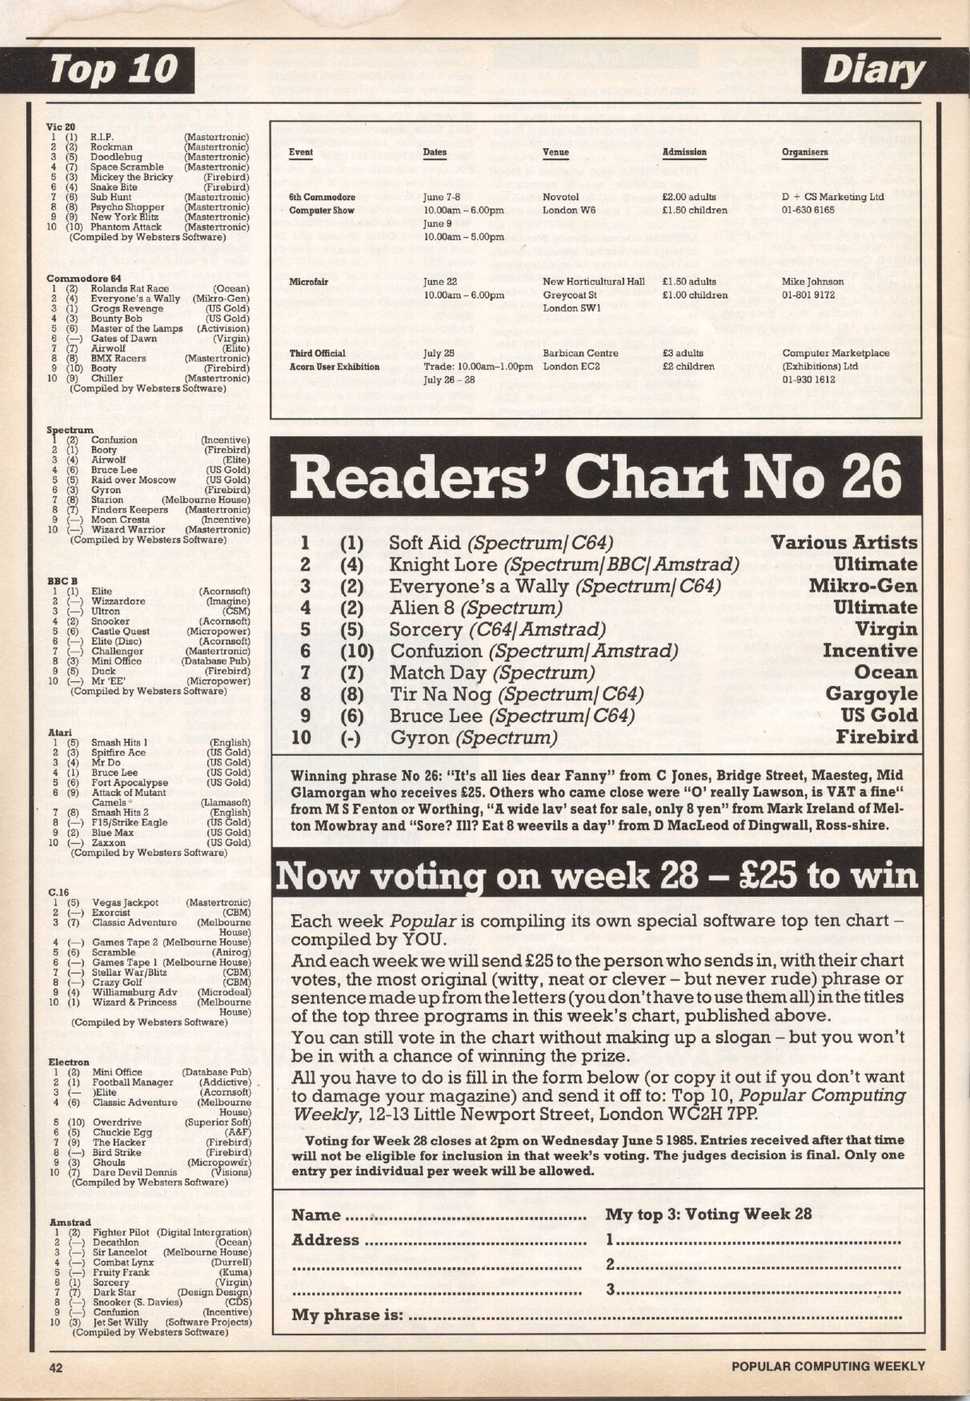 Top 10
Diary
Vic 20
1 (1) R.I.P. (Mastertronic)
2 (2) Rockman (Mastertronic)
3 (5) Doodlebug (Mastertronic)
4 (7) Space Scramble (Mastertronic)
5 (3) Mickey the Bricky (Firebird)
6 (4) Snake Bite (Firebird)
7 (6) Sub Hunt (Mastertronic)
8 (8) Psycho Shopper (Mastertronic)
9 (9) New York Blitz (Mastertronic)
10 (10) Phantom Attack (Mastertronic)
(Compiled by Websters Software)
Commodore 64
1 (2) Rolands Rat Race (Ocean)
2 (4) Everyone's a Wally (Mikro-Gen)
3 (1) Grogs Revenge (US Gold)
4 (3) Bounty Bob (US Gold)
5 (6) Master of the Lamps (Activision)
6 (—) Gates of Dawn (Virgin)
7 (7) Airwolf (Elite)
8 (8) BMX Racers (Mastertronic)
9 (10) Booty (Firebird)
10 (9) Chiller (Mastertronic)
(Compiled by Websters Software)
Spectrum
1 (2) Confuzion (Incentive)
2 (1) Booty (Firebird)
3 (4) Airwolf (Elite)
4 (6) Bruce Lee (US Gold)
5 (5) Raid over Moscow (US Gold)
6 (3) Gyron (Firebird)
7 (8) Starion (Melbourne House)
8 (7) Finders Keepers (Mastertronic)
9 (—) Moon Cresta (Incentive)
10 (—) Wizard Warrior (Mastertronic)
(Compiled by Websters Software)
BBC B
1 (1) Elite (Acornsoft)
2 (—) Wizzardore (Imagine)
3 (—) Ultron (CSM)
4 (2) Snooker (Acornsoft)
5 (6) Castle Quest (Micropower)
6 (—) Elite (Disc) (Acornsoft)
7 (—) Challenger (Mastertronic)
8 (3) Mini Office (Database Pub)
9 (5) Duck (Firebird)
10 (—) Mr 'EE' (Micropower)
(Compiled by Websters Software)
Atari
1 (5) Smash Hits 1 (English)
2 (3) Spitfire Ace (US Gold)
3 (4) Mr Do (US Gold)
4 (1) Bruce Lee (US Gold)
5 (6) Fort Apocalypse (US Gold)
6 (9) Attack of Mutant
Camels (Llamasoft)
7 (8) Smash Hits 2 (English)
8 (—) F15/Strike Eagle (US Gold)
9 (2) Blue Max (US Gold)
10 (—) Zaxxon (US Gold)
(Compiled by Websters Software)
C.16
1 (5) Vegas Jackpot (Mastertronic)
2 (—) Exorcist (CBM)
3 (7) Classic Adventure (Melbourne
House)
4 (—) Games Tape 2 (Melbourne House)
5 (6) Scramble (Anirog)
6 (—) Games Tape 1 (Melbourne House)
7 (—) Stellar War/Blitz (CBM)
8 (—) Crazy Golf (CBM)
9 (4) Williamsburg Adv (Microdeal)
10 (1) Wizard & Princess (Melbourne
House)
(Compiled by Websters Software)
Electron
1 (2) Mini Office (Database Pub)
2 (1) Football Manager (Addictive)
3 (— )Elite (Acornsoft)
4 (6) Classic Adventure (Melbourne
House)
5 (10) Overdrive (Superior Soft)
6 (5) Chuckie Egg (A&F)
7 (9) The Hacker (Firebird)
8 (—) Bird Strike (Firebird)
9 (3) Ghouls (Micropower)
10 (7) Dare Devil Dennis (Visions)
(Compiled by Websters Software)
Amstrad
1 (2) Fighter Pilot (Digital Intergration)
2 (—) Decathlon (Ocean)
3 (—) Sir Lancelot (Melbourne House)
4 (—) Combat Lynx (Durrell)
5 (—) Fruity Frank (Kuma)
6 (1) Sorcery (Virgin)
7 (7) Dark Star (Design Design)
8 (—) Snooker (S. Davies) (CDS)
9 (—) Confuzion (Incentive)
10 (3) Jet Set Willy (Software Projects)
(Compiled by Websters Software)
Event Dates Venue Admission Organisers
6th Commodore June 7-8 Novotel £2.00 adults D + CS Marketing Ltd
Computer Show 10.00am – 6.00pm London W6 £1.50 children 01-630 6165
June 9
10.00am – 5.00pm
Microfair June 22 New Horticultural Hall £1.50 adults Mike Johnson
10.00am – 6.00pm Greycoat St £1.00 children 01-801 9172
London SW1
Third Official July 25 Barbican Centre £3 adults Computer Marketplace
Acorn User Exhibition Trade: 10.00am–1.00pm London EC2 £2 children (Exhibitions) Ltd
July 26 – 28 01-930 1612
Readers' Chart No 26
1 (1) Soft Aid (Spectrum/C64) Various Artists
2 (4) Knight Lore (Spectrum/BBC/Amstrad) Ultimate
3 (2) Everyone's a Wally (Spectrum/C64) Mikro-Gen
4 (2) Alien 8 (Spectrum) Ultimate
5 (5) Sorcery (C64/Amstrad) Virgin
6 (10) Confuzion (Spectrum/Amstrad) Incentive
7 (7) Match Day (Spectrum) Ocean
8 (8) Tir Na Nog (Spectrum/C64) Gargoyle
9 (6) Bruce Lee (Spectrum/C64) US Gold
10 (-) Gyron (Spectrum) Firebird
Winning phrase No 26: "It's all lies dear Fanny" from C Jones, Bridge Street, Maesteg, Mid
Glamorgan who receives £25. Others who came close were "O' really Lawson, is VAT a fine"
from M S Fenton or Worthing, "A wide lav' seat for sale, only 8 yen" from Mark Ireland of Mel-
ton Mowbray and "Sore? Ill? Eat 8 weevils a day" from D MacLeod of Dingwall, Ross-shire.
Now voting on week 28 – £25 to win
Each week Popular is compiling its own special software top ten chart –
compiled by YOU.
And each week we will send £25 to the person who sends in, with their chart
votes, the most original (witty, neat or clever – but never rude) phrase or
sentence made up from the letters (you don't have to use them all) in the titles
of the top three programs in this week's chart, published above.
You can still vote in the chart without making up a slogan – but you won't
be in with a chance of winning the prize.
All you have to do is fill in the form below (or copy it out if you don't want
to damage your magazine) and send it off to: Top 10, Popular Computing
Weekly, 12-13 Little Newport Street, London WC2H 7PP.
Voting for Week 28 closes at 2pm on Wednesday June 5 1985. Entries received after that time
will not be eligible for inclusion in that week's voting. The judges decision is final. Only one
entry per individual per week will be allowed.
Name My top 3: Voting Week 28
Address 1
2
3
My phrase is:
42
POPULAR COMPUTING WEEKLY